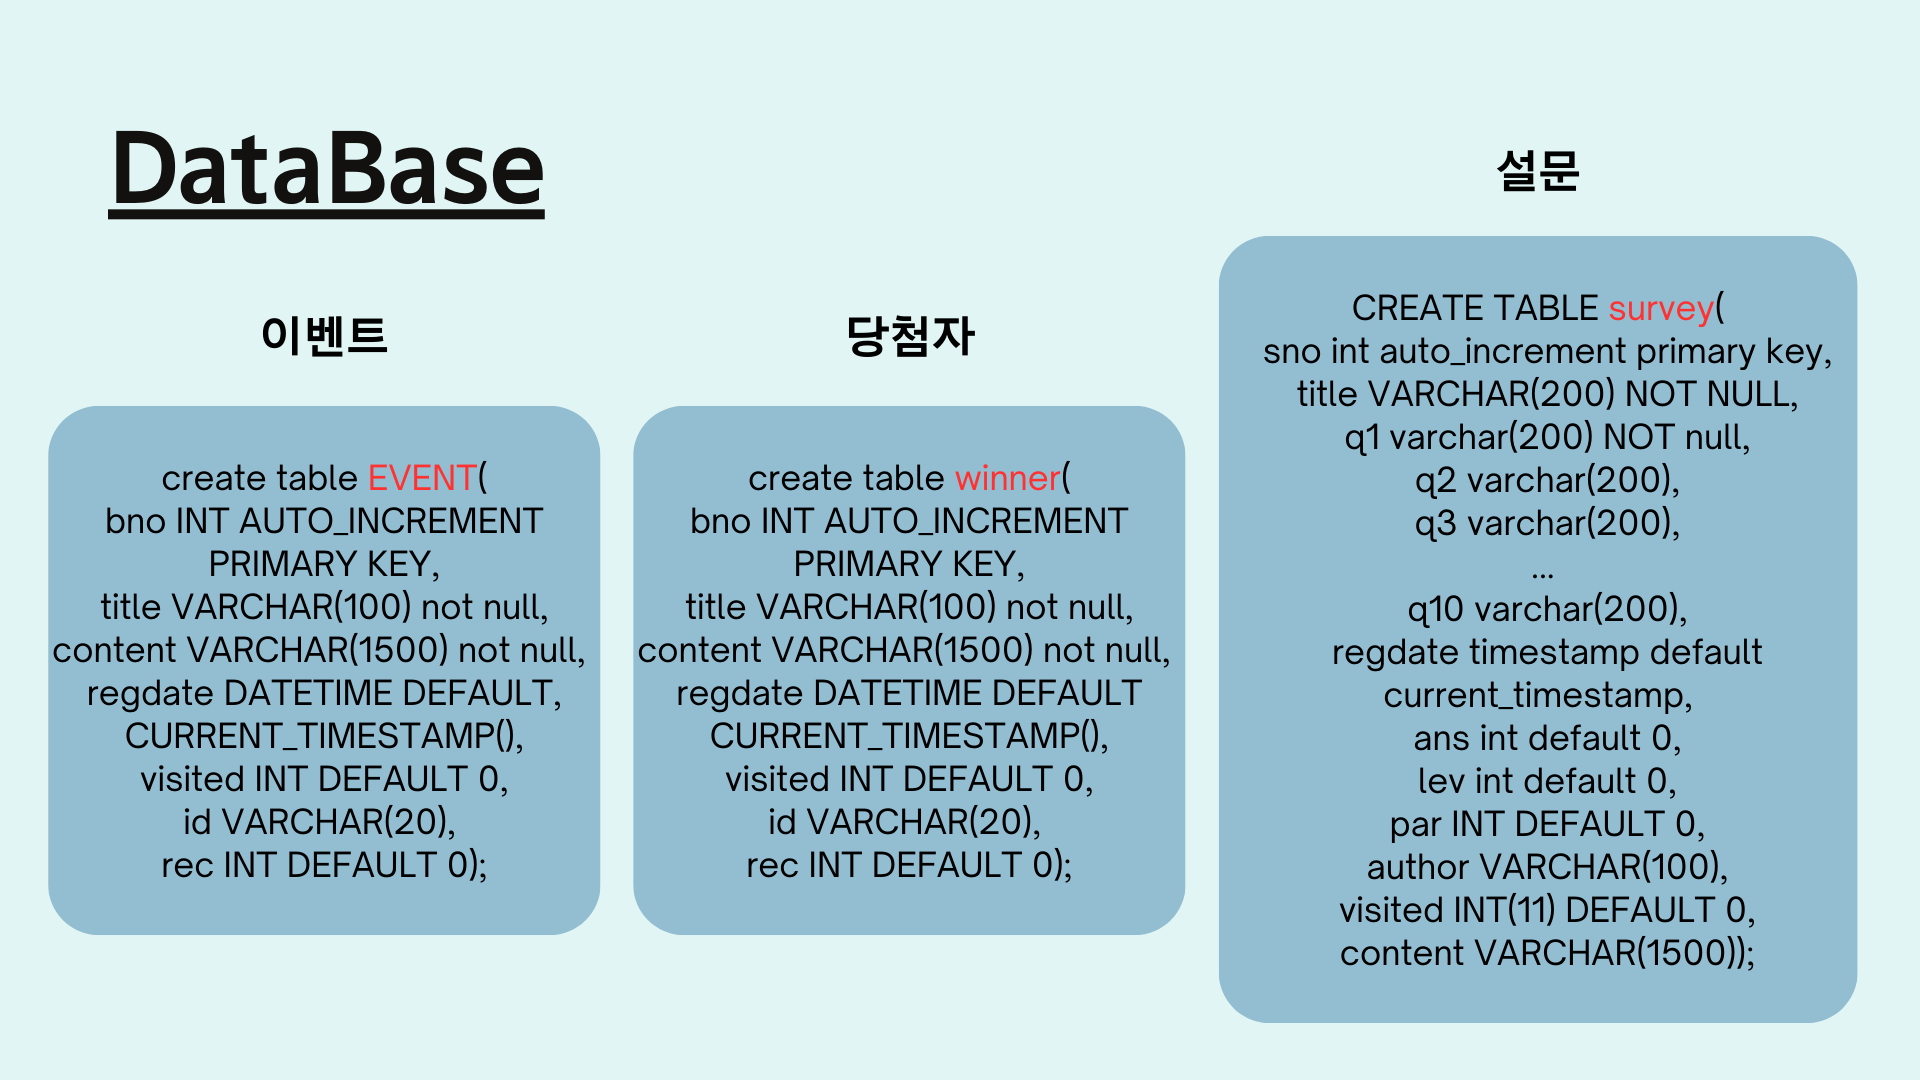 DataBase
이벤트
create table EVENT(
bno INT AUTO_INCREMENT
PRIMARY KEY,
title VARCHAR(100) not null,
content VARCHAR(1500) not null,
regdate DATETIME DEFAULT,
CURRENT_TIMESTAMP(),
visited INT DEFAULT 0,
id VARCHAR(20),
rec INT DEFAULT 0);
당첨자
create table winner(
bno INT AUTO_INCREMENT
PRIMARY KEY,
title VARCHAR(100) not null,
content VARCHAR(1500) not null,
regdate DATETIME DEFAULT
CURRENT_TIMESTAMP(),
visited INT DEFAULT 0,
id VARCHAR(20),
rec INT DEFAULT 0);
설문
CREATE TABLE survey(
sno int auto_increment primary key,
title VARCHAR(200) NOT NULL,
q1 varchar(200) NOT null,
q2 varchar(200),
q3 varchar(200),
...
q10 varchar(200),
regdate timestamp default
current_timestamp,
ans int default 0,
lev int default 0,
par INT DEFAULT 0,
author VARCHAR(100),
visited INT(11) DEFAULT 0,
content VARCHAR(1500));